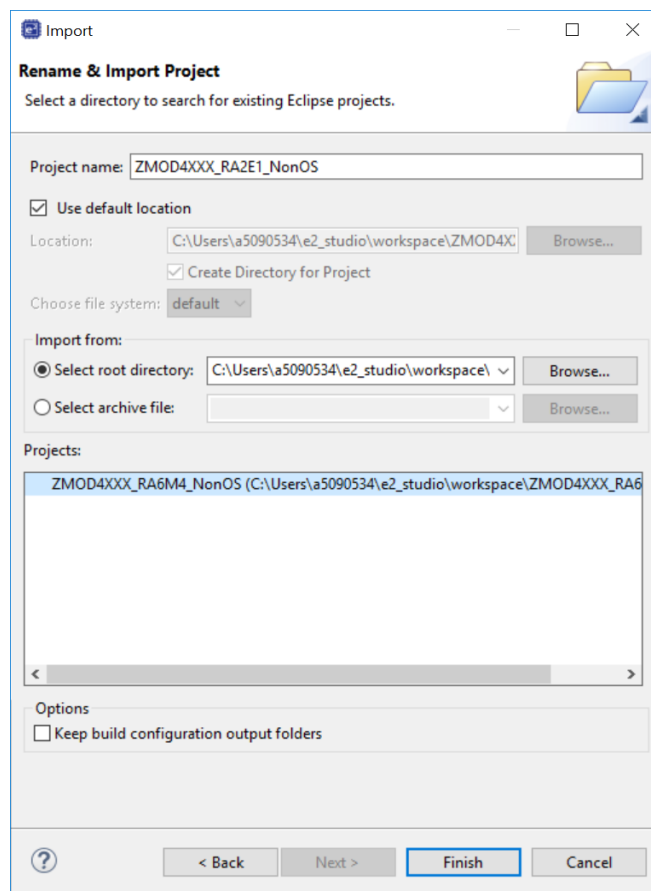 Import
Rename & Import Project
Select a directory to search for existing Eclipse projects.
Project name: ZMOD4XXX_RA2E1_NonOS
Use default location
Location: C:\Users\a5090534\e2_studio\workspace\ZMOD4X Browse...
Create Directory for Project
Choose file system: default
Import from:
Select root directory: C:\Users\a5090534\e2_studio\workspace\ Browse...
Select archive file: Browse...
Projects:
ZMOD4XXX_RA6M4_NonOS (C:\Users\a5090534\e2_studio\workspace\ZMOD4XXX_RA6
Options
Keep build configuration output folders
? < Back Next > Finish Cancel